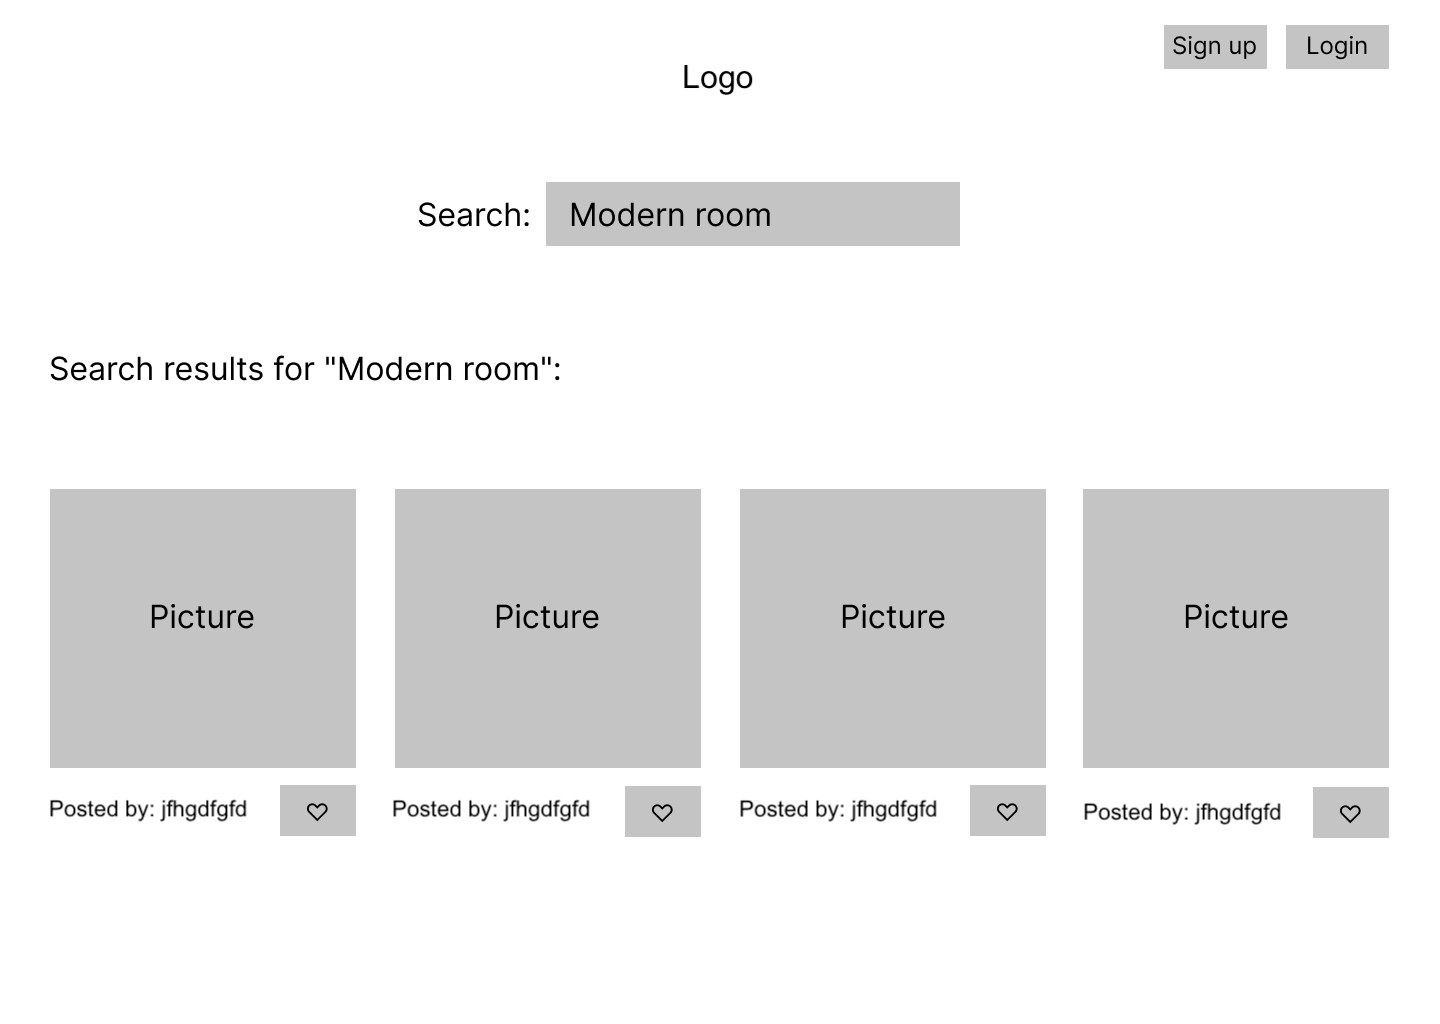 Sign up
Login
Logo
Search:
Modern room
Search results for "Modern room":
Picture
Picture
Picture
Picture
Posted by: jfhgdfgfd
♡
Posted by: jfhgdfgfd
♡
Posted by: jfhgdfgfd
♡
Posted by: jfhgdfgfd
♡